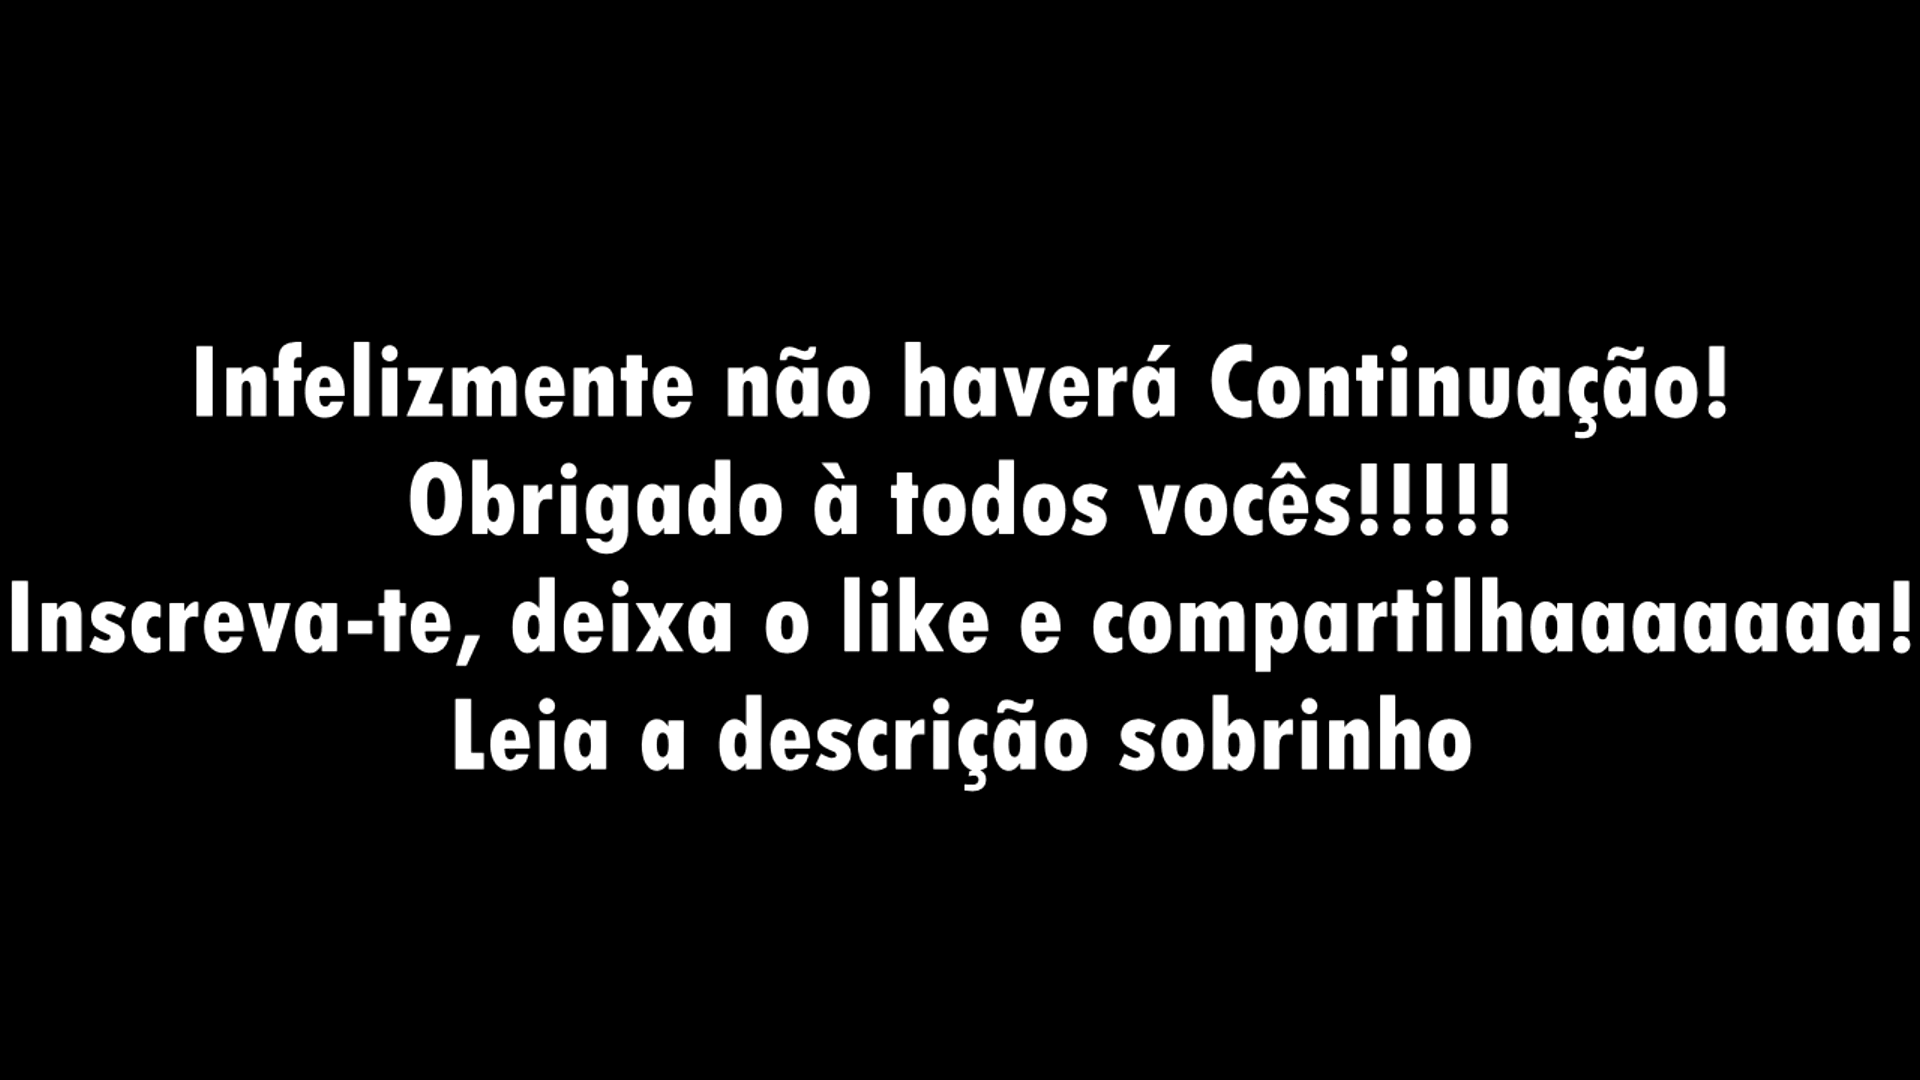 Infelizmente não haverá Continuação!
Obrigado à todos vocês!!!!!
Inscreva-te, deixa o like e compartilhaaaaaaa!
Leia a descrição sobrinho